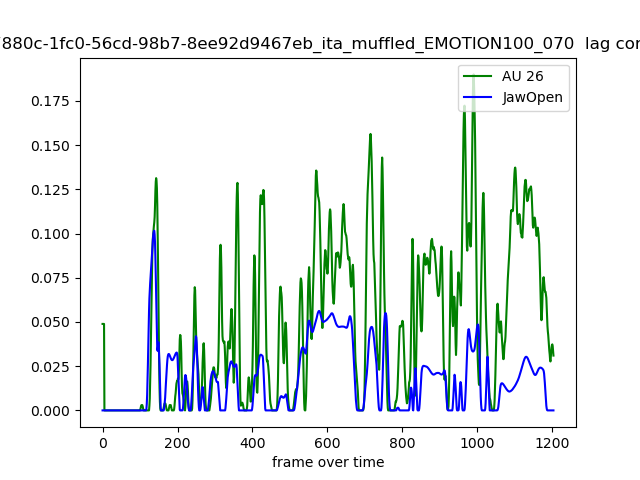 880c-1fc0-56cd-98b7-8ee92d9467eb_ita_muffled_EMOTION100_070 lag cor
AU 26
JawOpen
0.175
0.150
0.125
0.100
0.075
0.050
0.025
0.000
0 200 400 600 800 1000 1200
frame over time